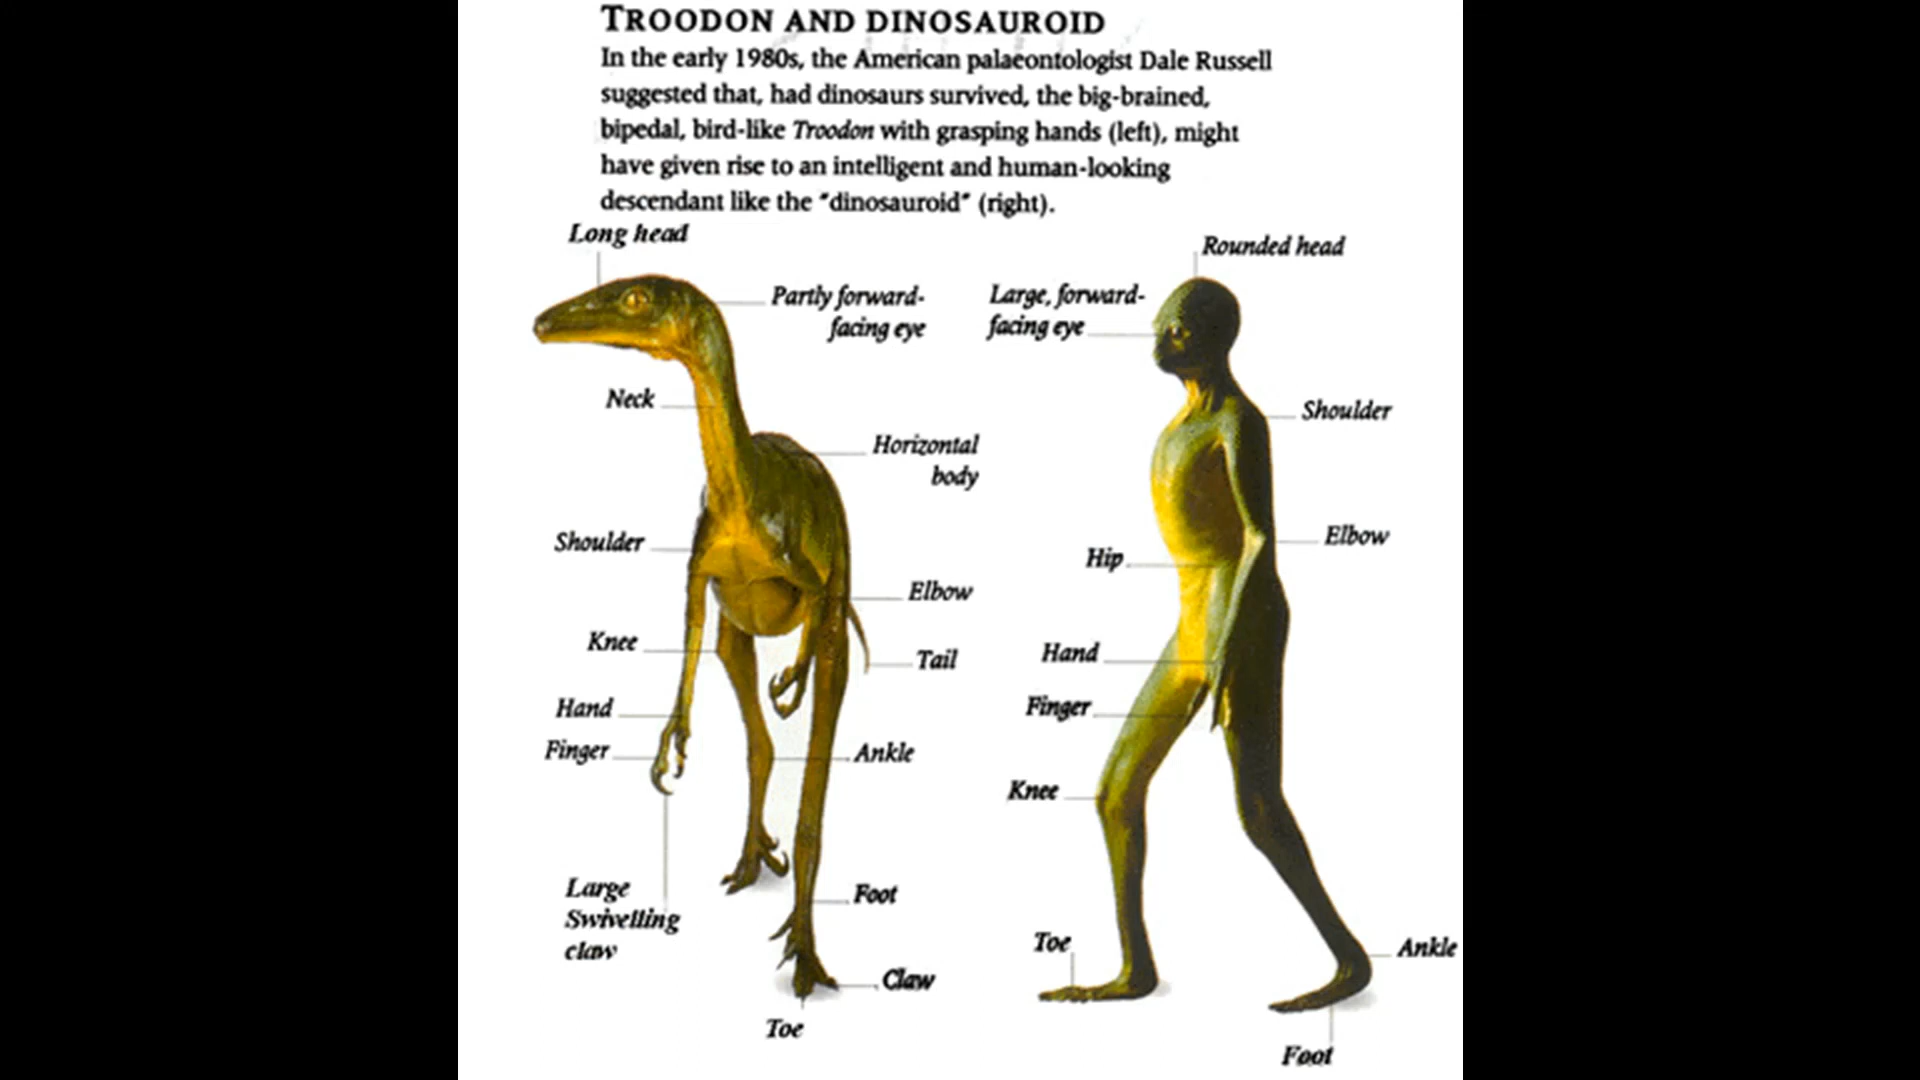 TROODON AND DINOSAUROID
In the early 1980s, the American palaeontologist Dale Russell
suggested that, had dinosaurs survived, the big-brained,
bipedal, bird-like Troodon with grasping hands (left), might
have given rise to an intelligent and human-looking
descendant like the "dinosauroid" (right).
Long head
Partly forward-
facing eye
Neck
Horizontal
body
Shoulder
Elbow
Knee
Tail
Hand
Finger
Ankle
Large
Swivelling
claw
Foot
Claw
Toe
Rounded head
Large, forward-
facing eye
Shoulder
Elbow
Hip
Hand
Finger
Knee
Toe
Ankle
Foot